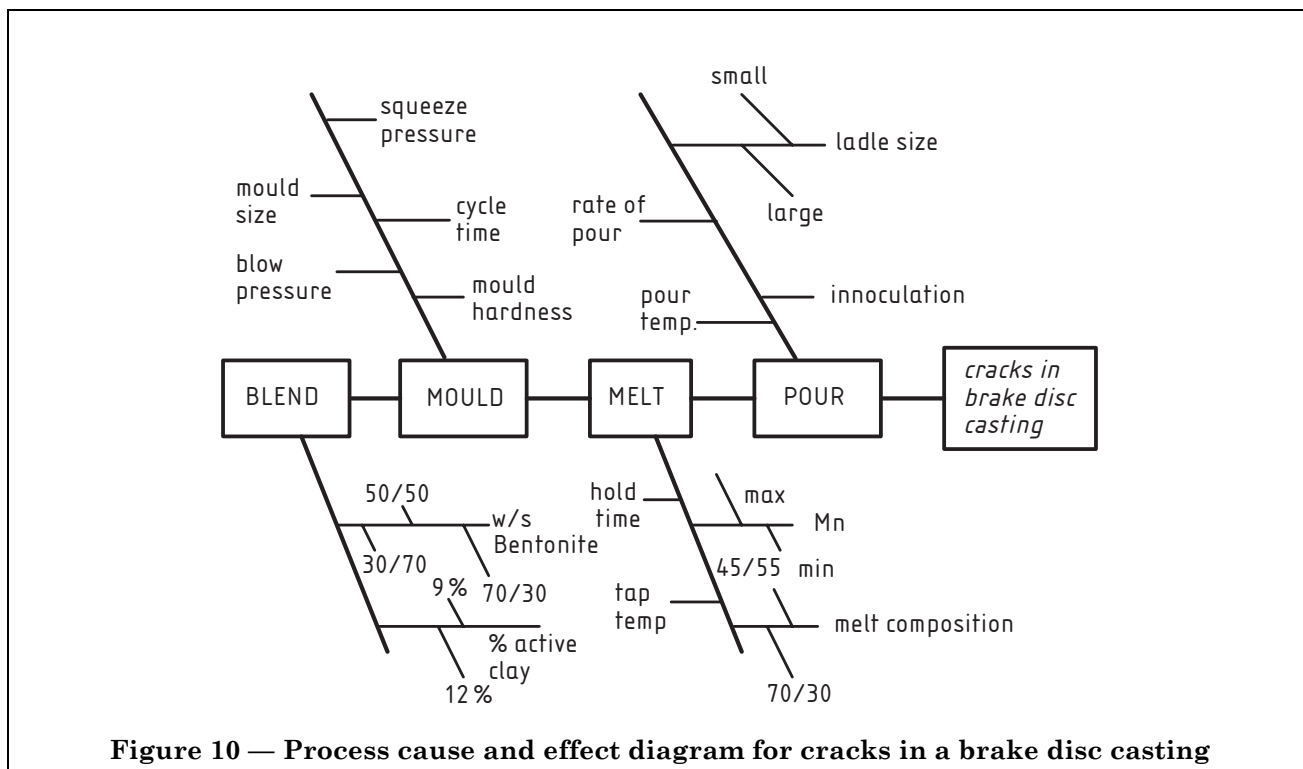 small
squeeze
pressure
ladle size
mould
size
cycle
time
rate of
pour
large
blow
pressure
mould
hardness
pour
temp.
innoculation
BLEND
MOULD
MELT
POUR
cracks in
brake disc
casting
50/50
w/s
Bentonite
30/70
70/30
9%
% active
clay
12%
hold
time
max
Mn
45/55
min
tap
temp
melt composition
70/30
Figure 10 — Process cause and effect diagram for cracks in a brake disc casting